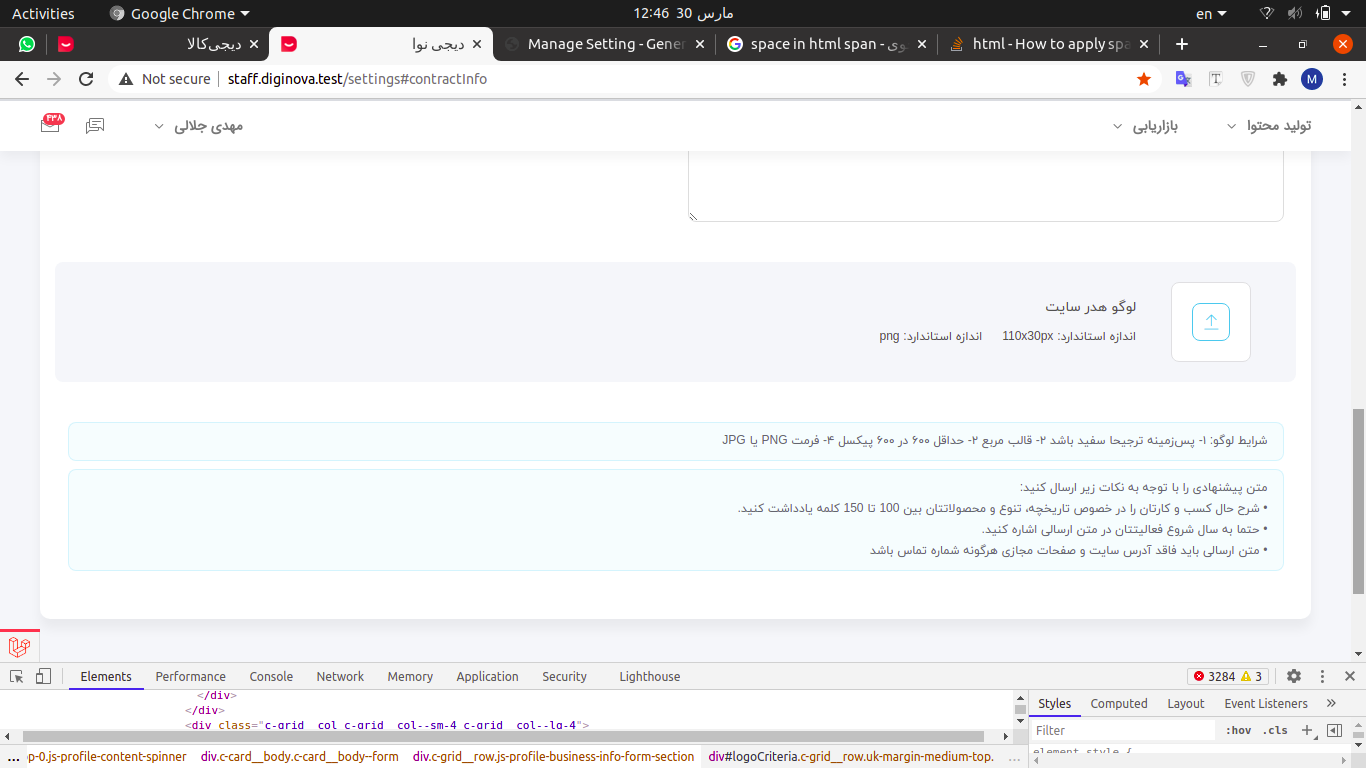 Activities Google Chrome مارس 30 12:46 en
دیجی‌کالا دیجی نوا Manage Setting - Gener space in html span - وی html - How to apply spa
Not secure staff.diginova.test/settings#contractInfo M
تولید محتوا بازاریابی مهدی جلالی ۴۳۸
لوگو هدر سایت
اندازه استاندارد: 110x30px اندازه استاندارد: png
شرایط لوگو: ۱- پس‌زمینه ترجیحا سفید باشد ۲- قالب مربع ۲- حداقل ۶۰۰ در ۶۰۰ پیکسل ۴- فرمت PNG یا JPG
متن پیشنهادی را با توجه به نکات زیر ارسال کنید:
• شرح حال کسب و کارتان را در خصوص تاریخچه، تنوع و محصولاتتان بین 100 تا 150 کلمه یادداشت کنید.
• حتما به سال شروع فعالیتتان در متن ارسالی اشاره کنید.
• متن ارسالی باید فاقد آدرس سایت و صفحات مجازی هرگونه شماره تماس باشد
Elements Performance Console Network Memory Application Security Lighthouse 3284 3
</div>
</div>
<div class="c-grid__col c-grid__col--sm-4 c-grid__col--lg-4">
Styles Computed Layout Event Listeners »
Filter :hov .cls +
element.style {
... op-0.js-profile-content-spinner div.c-card__body.c-card__body--form div.c-grid__row.js-profile-business-info-form-section div#logoCriteria.c-grid__row.uk-margin-medium-top. ...